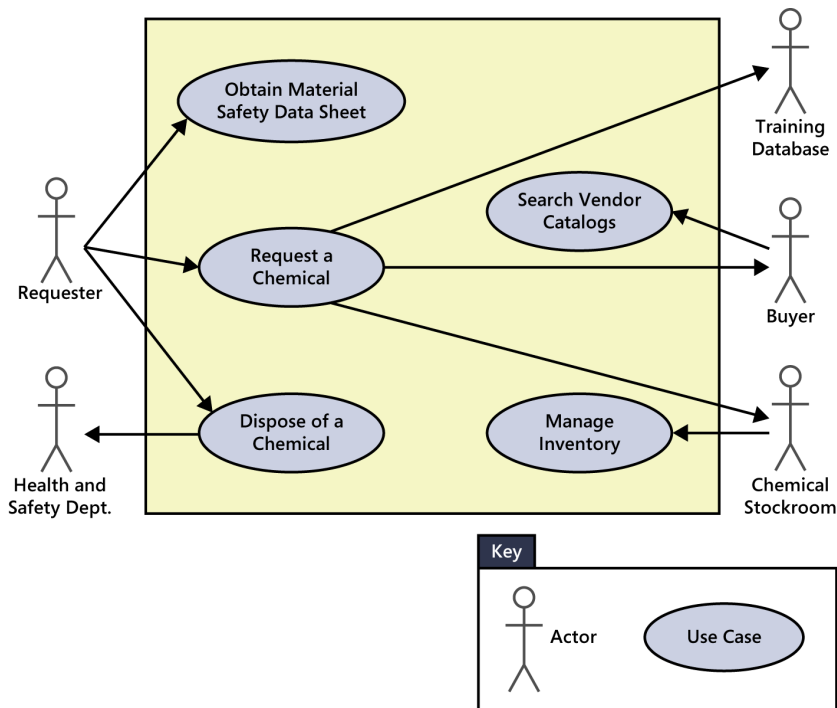 Obtain Material
Safety Data Sheet
Training
Database
Search Vendor
Catalogs
Request a
Chemical
Requester
Buyer
Dispose of a
Chemical
Manage
Inventory
Health and
Safety Dept.
Chemical
Stockroom
Key
Actor
Use Case